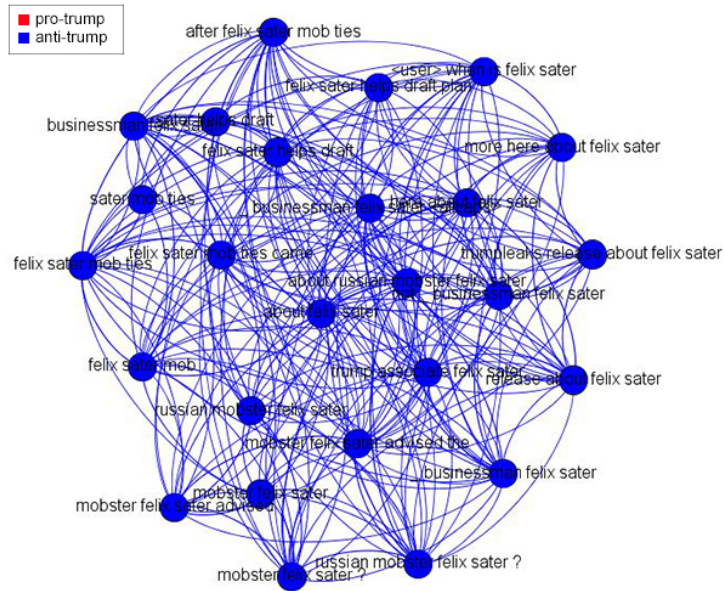 pro-trump
anti-trump
after felix sater mob ties
<user> when is felix sater
felix sater helps draft plan
sater helps draft
businessman felix sater
more here about felix sater
felix sater helps draft
sater mob ties
here about felix sater
_ businessman felix sater
felix sater mob ties came
trumpleaks release about felix sater
felix sater mob ties
about russian mobster felix sater
_ businessman felix sater
about felix sater
felix sater mob
trump associate felix sater
release about felix sater
russian mobster felix sater
mobster felix sater advised the
_ businessman felix sater
mobster felix sater
mobster felix sater advised
russian mobster felix sater ?
mobster felix sater ?